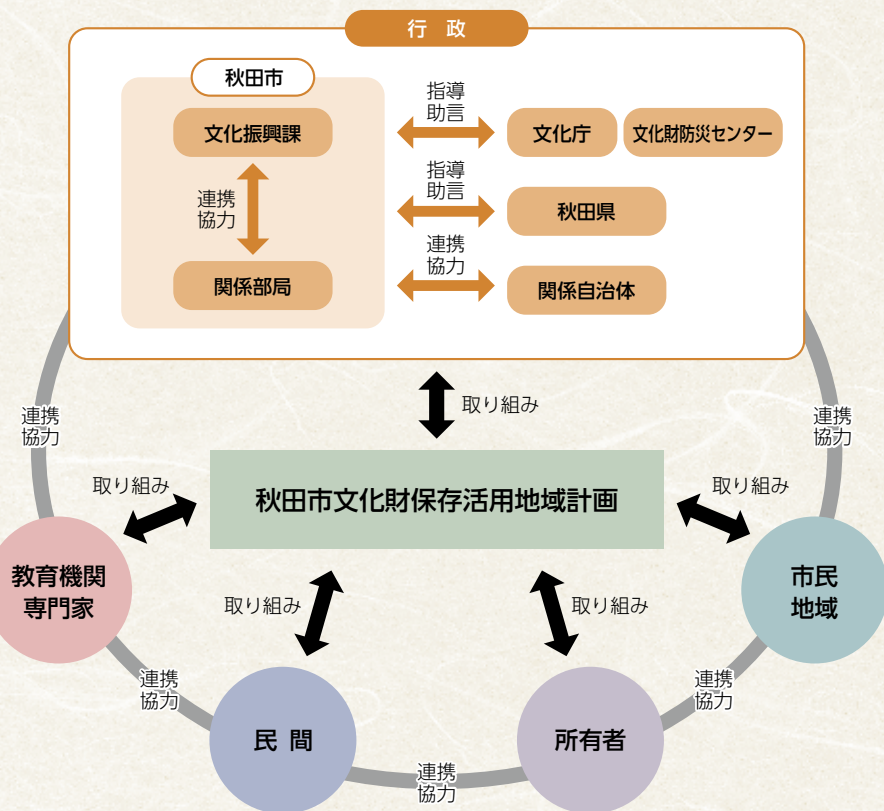 行 政
秋田市
文化振興課
連携
協力
関係部局
指導
助言
文化庁
文化財防災センター
指導
助言
秋田県
連携
協力
関係自治体
連携
協力
取り組み
連携
協力
取り組み
秋田市文化財保存活用地域計画
取り組み
教育機関
専門家
取り組み
取り組み
市民
地域
連携
協力
民 間
所有者
連携
協力
連携
協力